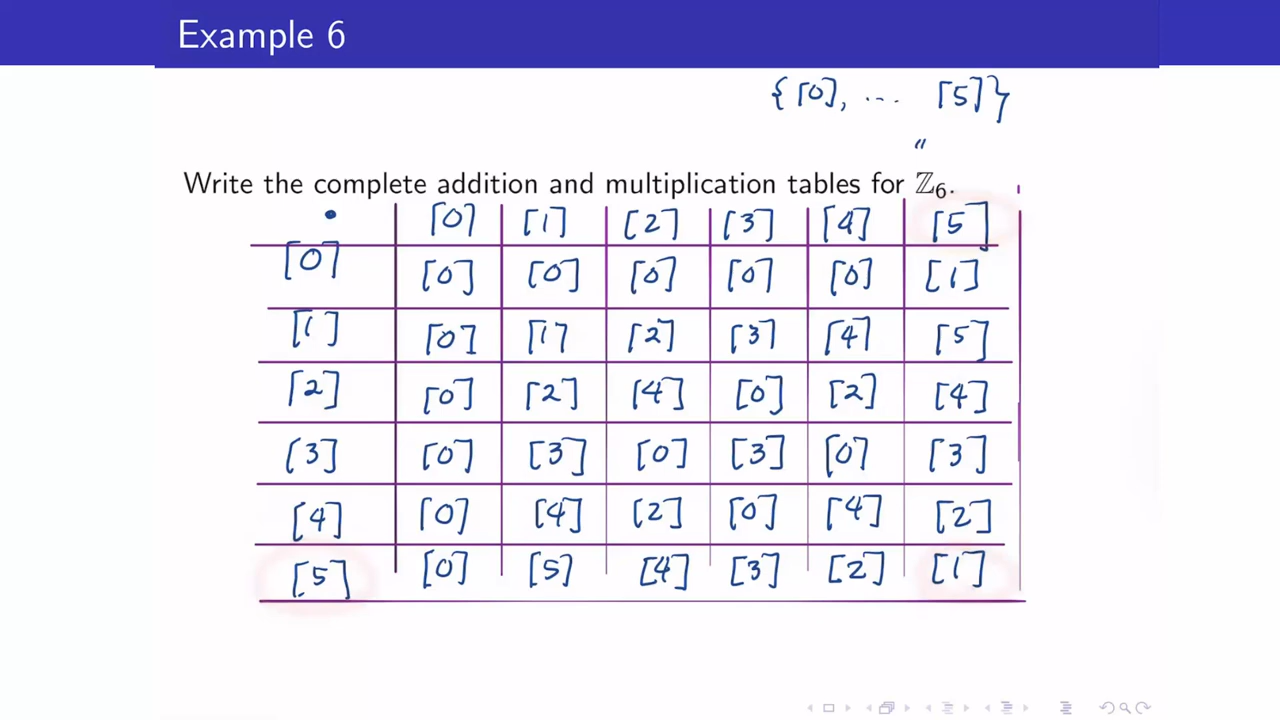 Example 6
{[0], ... [5]}
"
Write the complete addition and multiplication tables for ℤ₆.
• [0] [1] [2] [3] [4] [5]
[0] [0] [0] [0] [0] [0] [1]
[1] [0] [1] [2] [3] [4] [5]
[2] [0] [2] [4] [0] [2] [4]
[3] [0] [3] [0] [3] [0] [3]
[4] [0] [4] [2] [0] [4] [2]
[5] [0] [5] [4] [3] [2] [1]